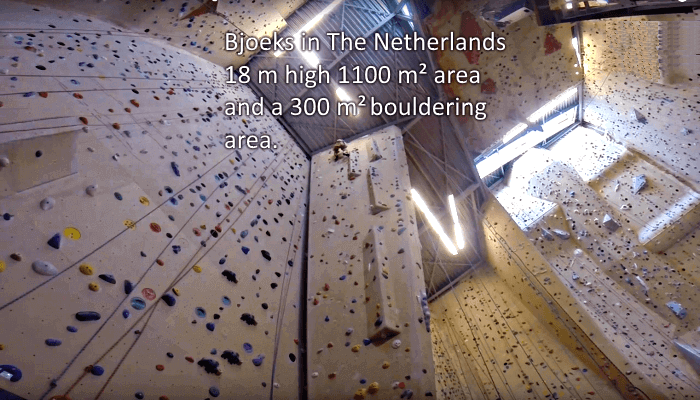 Bjoeks in The Netherlands
18 m high 1100 m² area
and a 300 m² bouldering
area.